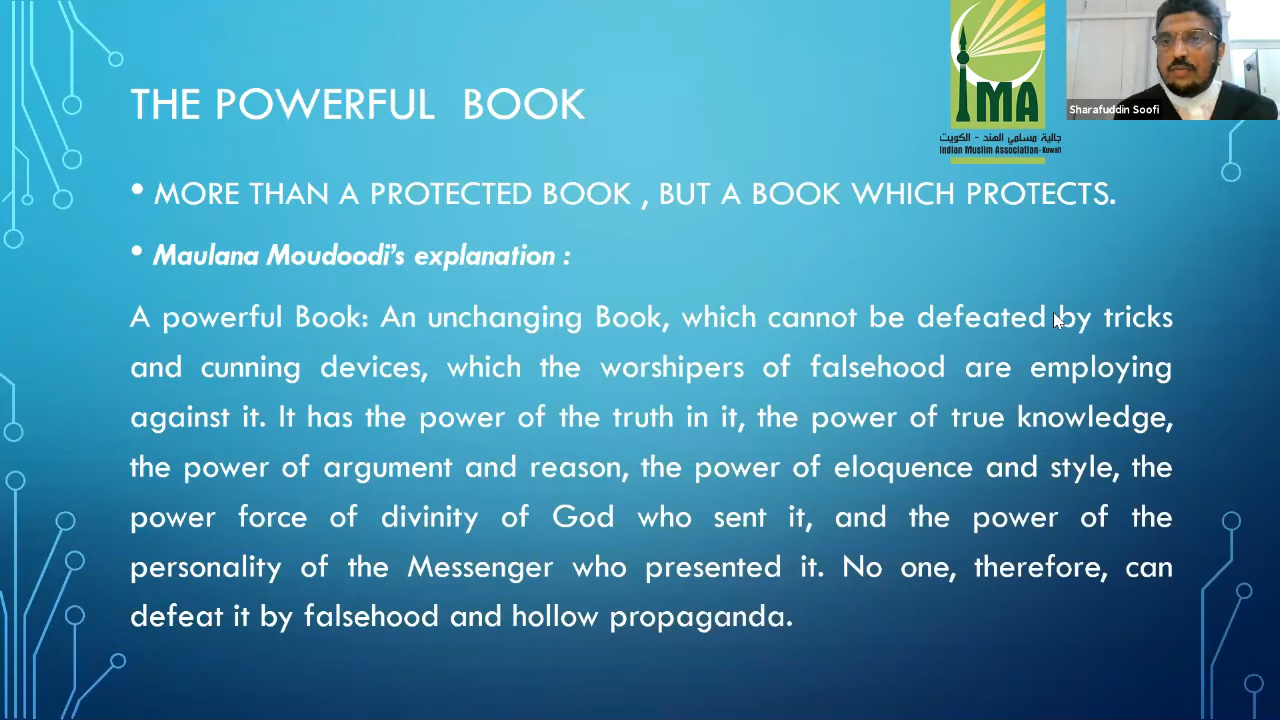 THE POWERFUL BOOK
IMA
جالية مسلمي الهند - الكويت
Indian Muslim Association-Kuwait
Sharafuddin Soofi
• MORE THAN A PROTECTED BOOK , BUT A BOOK WHICH PROTECTS.
• Maulana Moudoodi's explanation :
A powerful Book: An unchanging Book, which cannot be defeated by tricks
and cunning devices, which the worshipers of falsehood are employing
against it. It has the power of the truth in it, the power of true knowledge,
the power of argument and reason, the power of eloquence and style, the
power force of divinity of God who sent it, and the power of the
personality of the Messenger who presented it. No one, therefore, can
defeat it by falsehood and hollow propaganda.